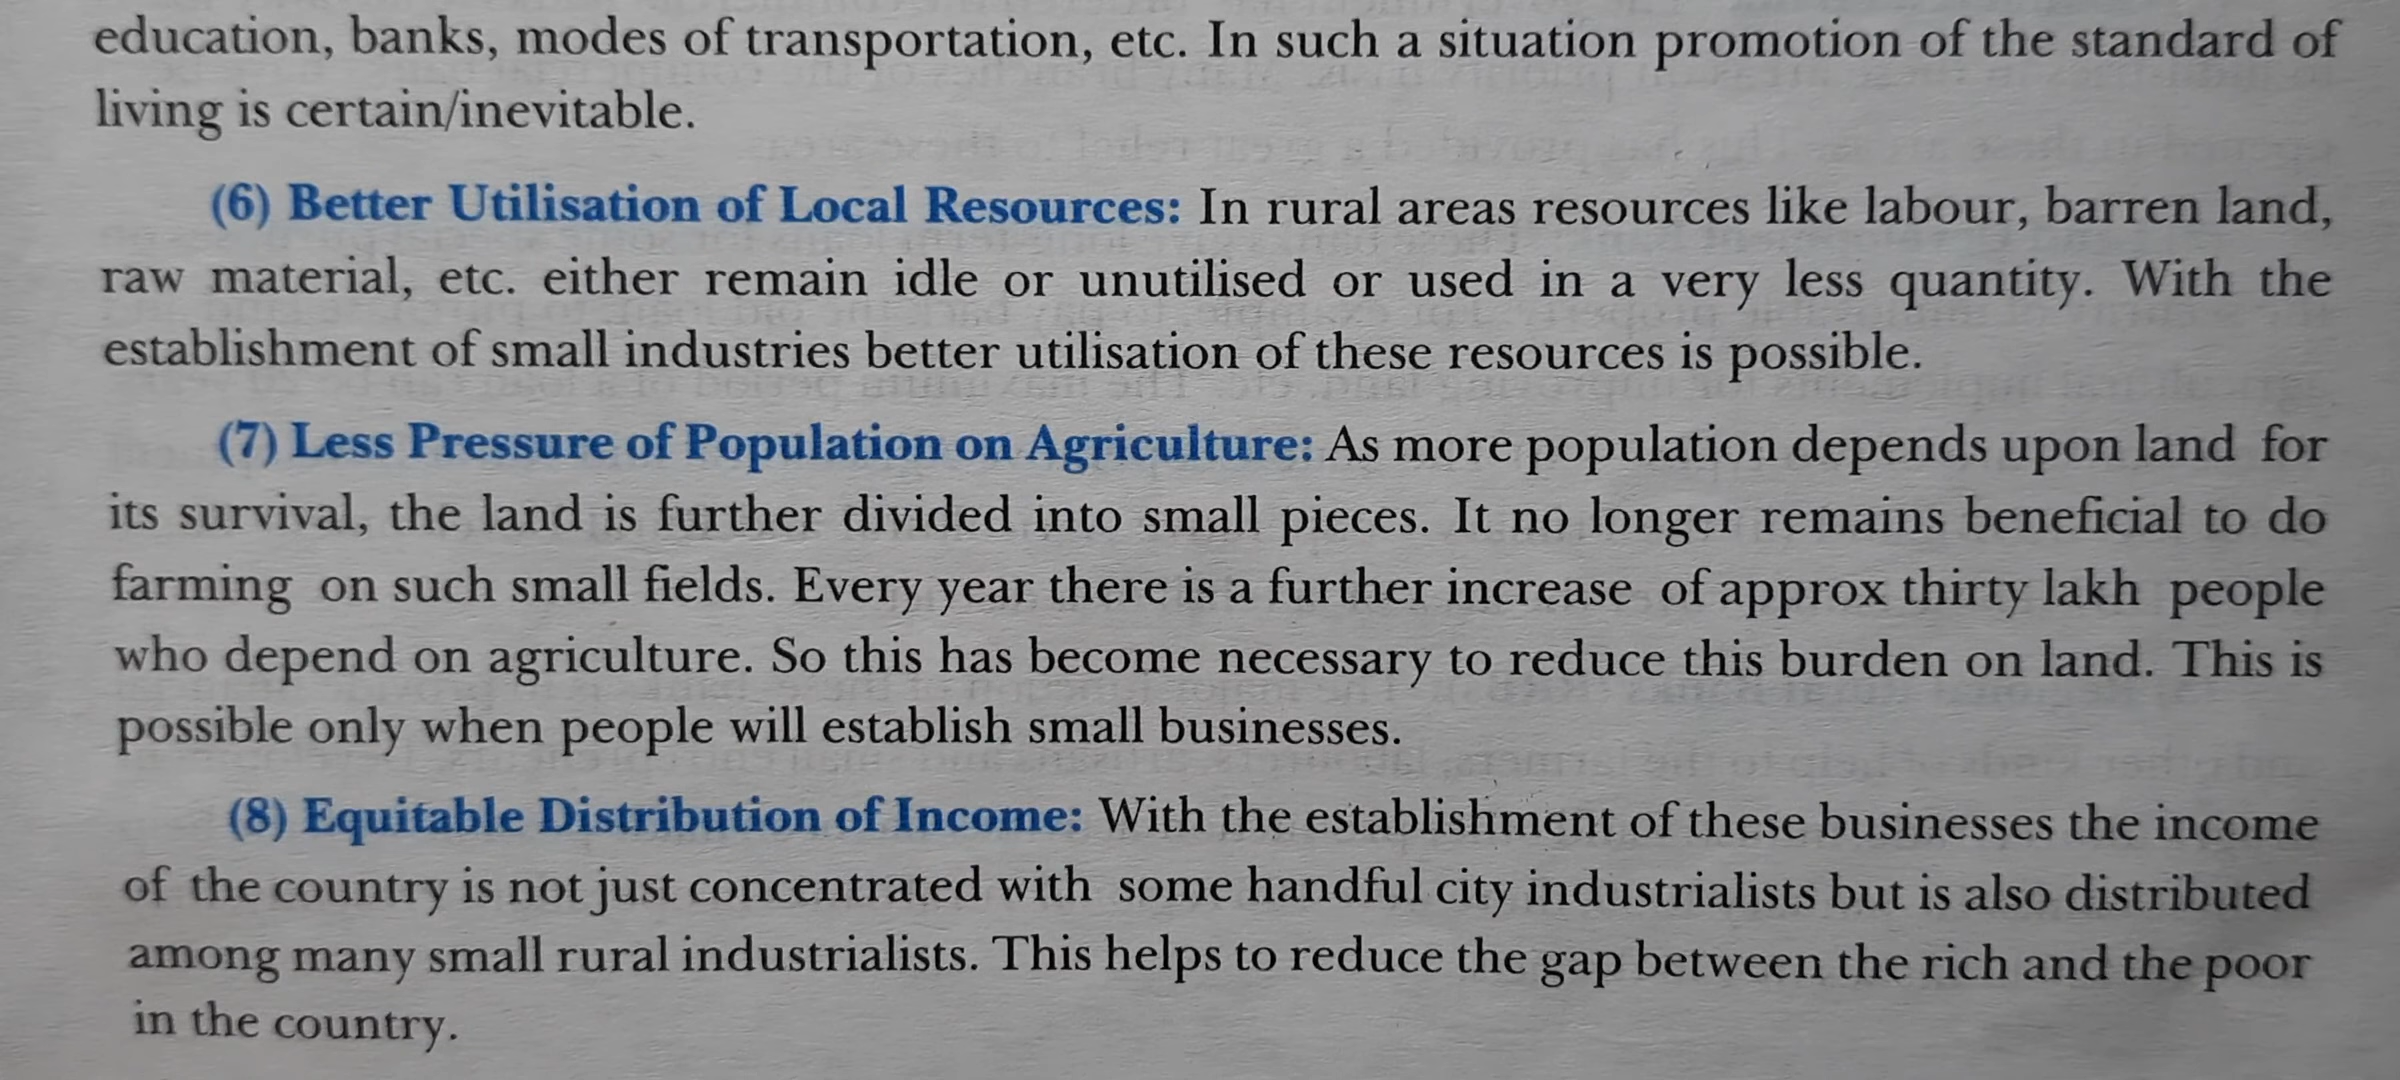 education, banks, modes of transportation, etc. In such a situation promotion of the standard of
living is certain/inevitable.
(6) Better Utilisation of Local Resources: In rural areas resources like labour, barren land,
raw material, etc. either remain idle or unutilised or used in a very less quantity. With the
establishment of small industries better utilisation of these resources is possible.
(7) Less Pressure of Population on Agriculture: As more population depends upon land for
its survival, the land is further divided into small pieces. It no longer remains beneficial to do
farming on such small fields. Every year there is a further increase of approx thirty lakh people
who depend on agriculture. So this has become necessary to reduce this burden on land. This is
possible only when people will establish small businesses.
(8) Equitable Distribution of Income: With the establishment of these businesses the income
of the country is not just concentrated with some handful city industrialists but is also distributed
among many small rural industrialists. This helps to reduce the gap between the rich and the poor
in the country.